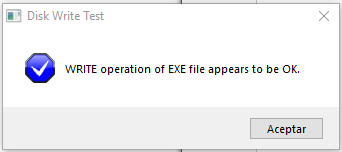 Disk Write Test
WRITE operation of EXE file appears to be OK.
Aceptar